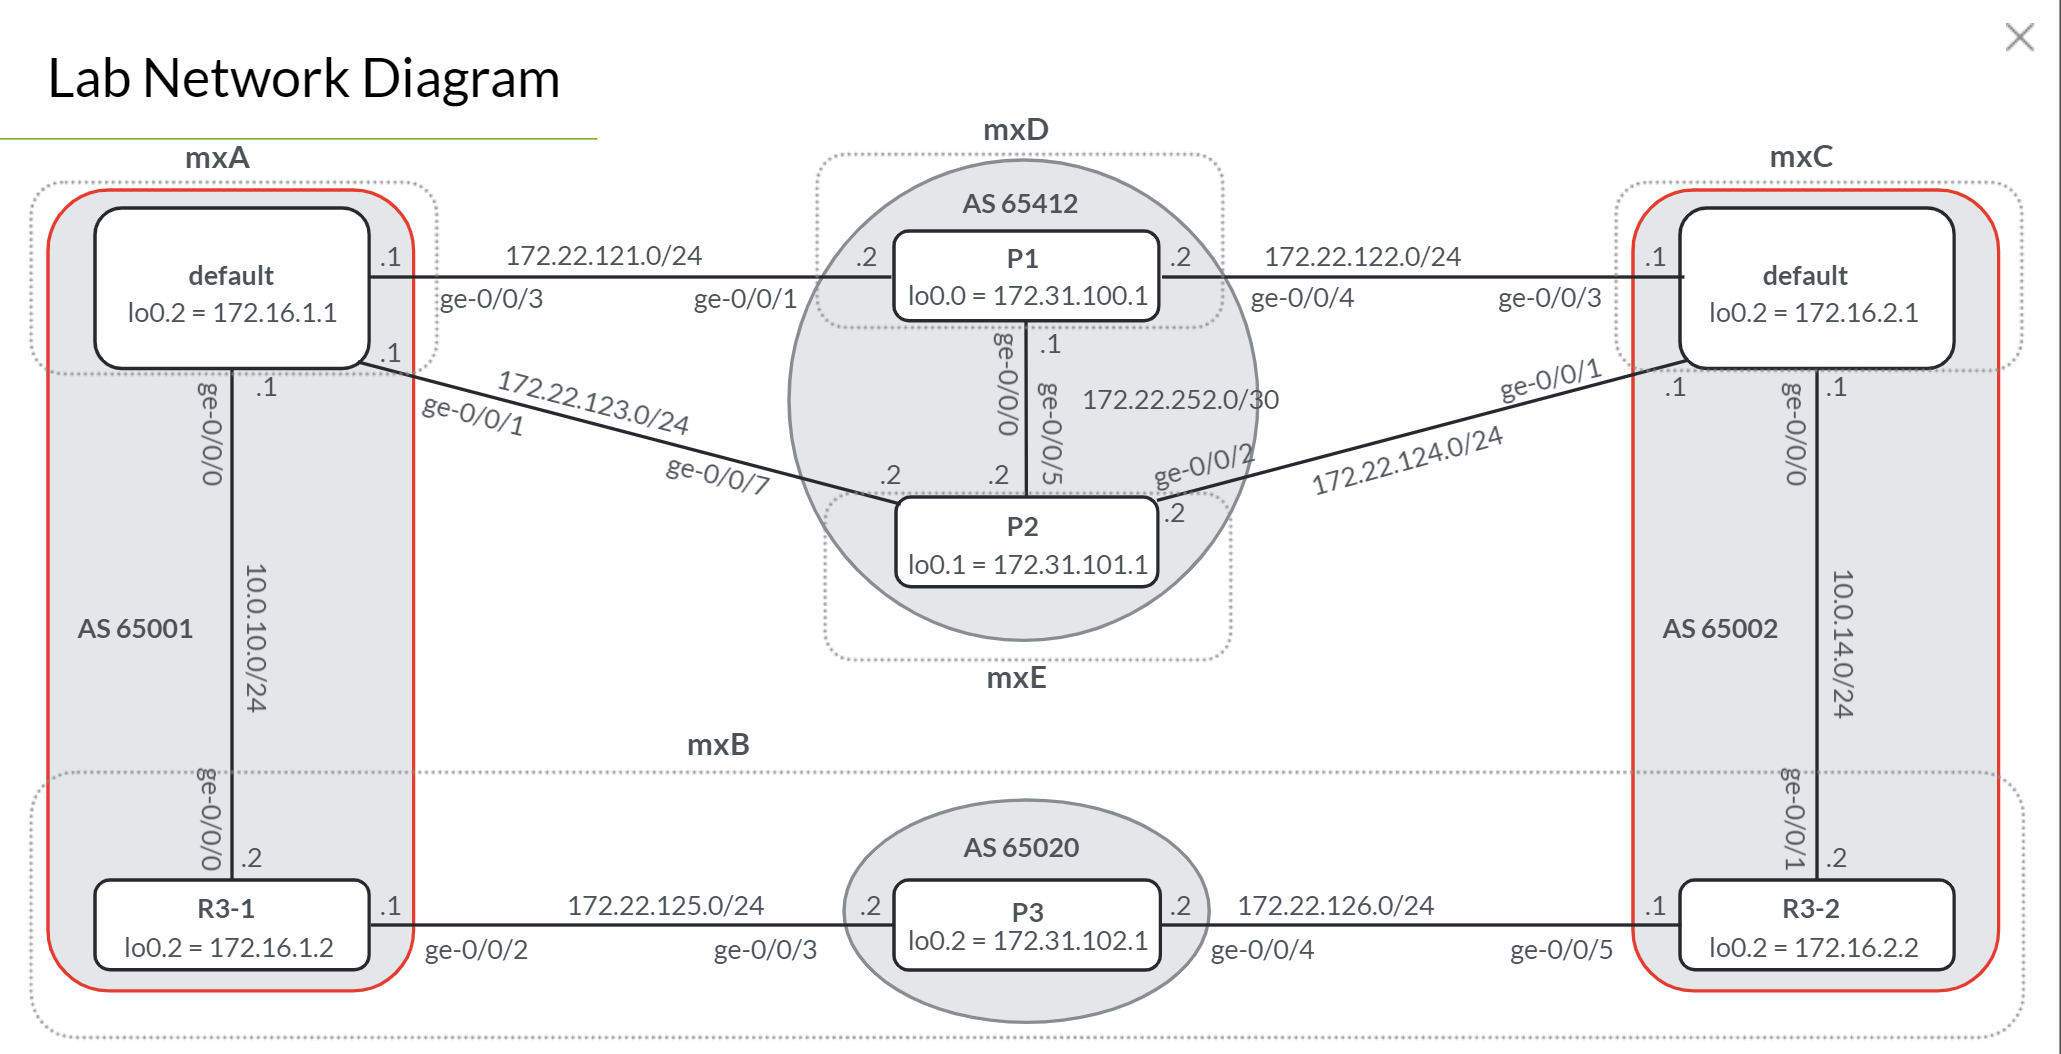 Lab Network Diagram
mxD
mxA
mxC
AS 65412
default
lo0.2 = 172.16.1.1
.1
172.22.121.0/24
.2
ge-0/0/3
ge-0/0/1
P1
lo0.0 = 172.31.100.1
.2
172.22.122.0/24
.1
ge-0/0/4
ge-0/0/3
default
lo0.2 = 172.16.2.1
.1
172.22.123.0/24
ge-0/0/1
ge-0/0/7
.2
ge-0/0/0
.1
ge-0/0/5
.2
172.22.252.0/30
ge-0/0/1
.1
ge-0/0/2
172.22.124.0/24
.2
P2
lo0.1 = 172.31.101.1
mxE
ge-0/0/0
.1
10.0.10.0/24
AS 65001
ge-0/0/0
.2
ge-0/0/0
.1
AS 65002
10.0.14.0/24
ge-0/0/1
.2
mxB
AS 65020
R3-1
lo0.2 = 172.16.1.2
.1
172.22.125.0/24
.2
ge-0/0/2
ge-0/0/3
P3
lo0.2 = 172.31.102.1
.2
172.22.126.0/24
.1
ge-0/0/4
ge-0/0/5
R3-2
lo0.2 = 172.16.2.2